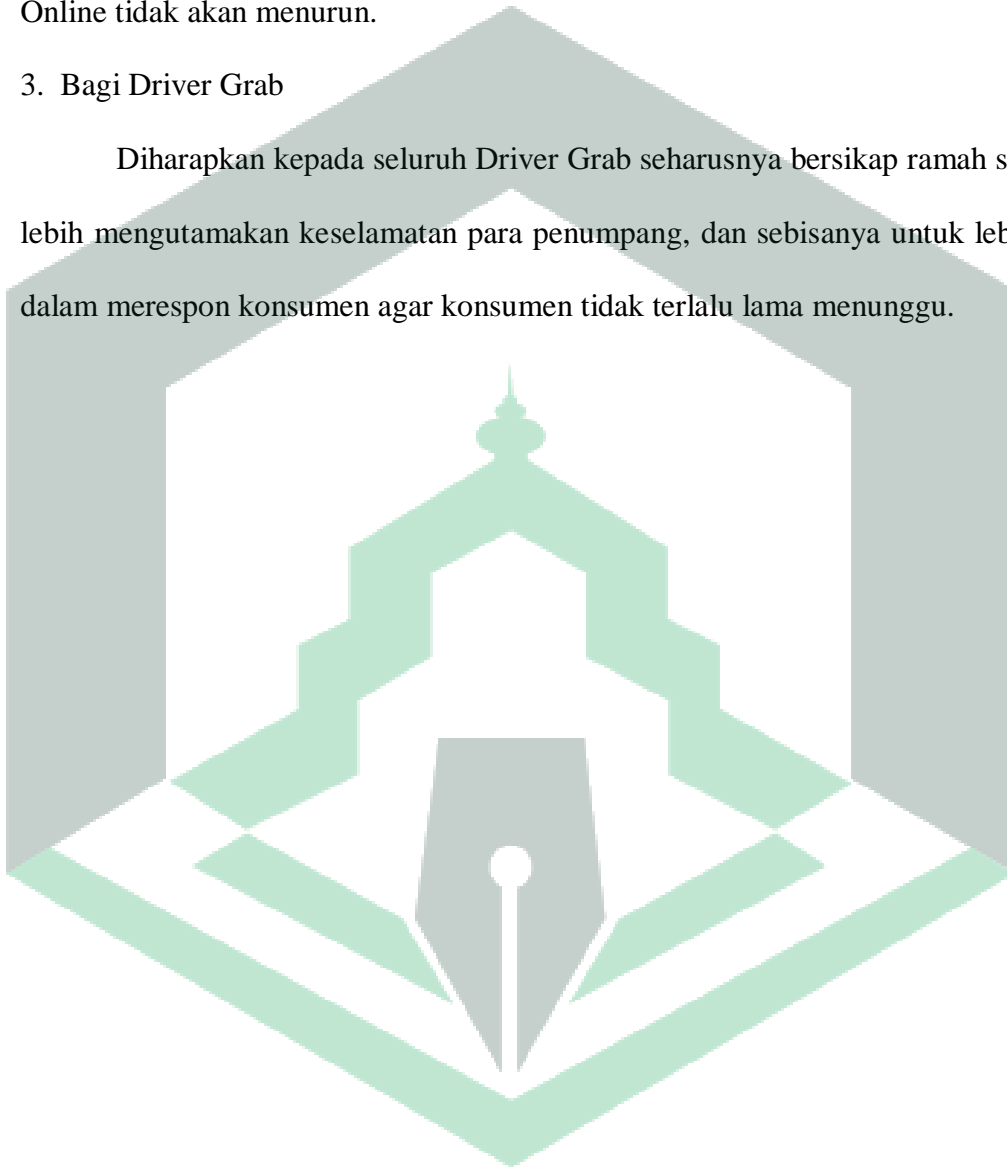 Online tidak akan menurun.
3. Bagi Driver Grab
Diharapkan kepada seluruh Driver Grab seharusnya bersikap ramah
lebih mengutamakan keselamatan para penumpang, dan sebisanya untuk
dalam merespon konsumen agar konsumen tidak terlalu lama menunggu.